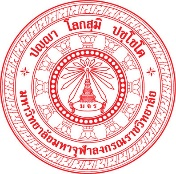 ปญฺญา โลกสฺมิ ปชฺโชโต
มจร
มหาวิทยาลัยมหาจุฬาลงกรณราชวิทยาลัย